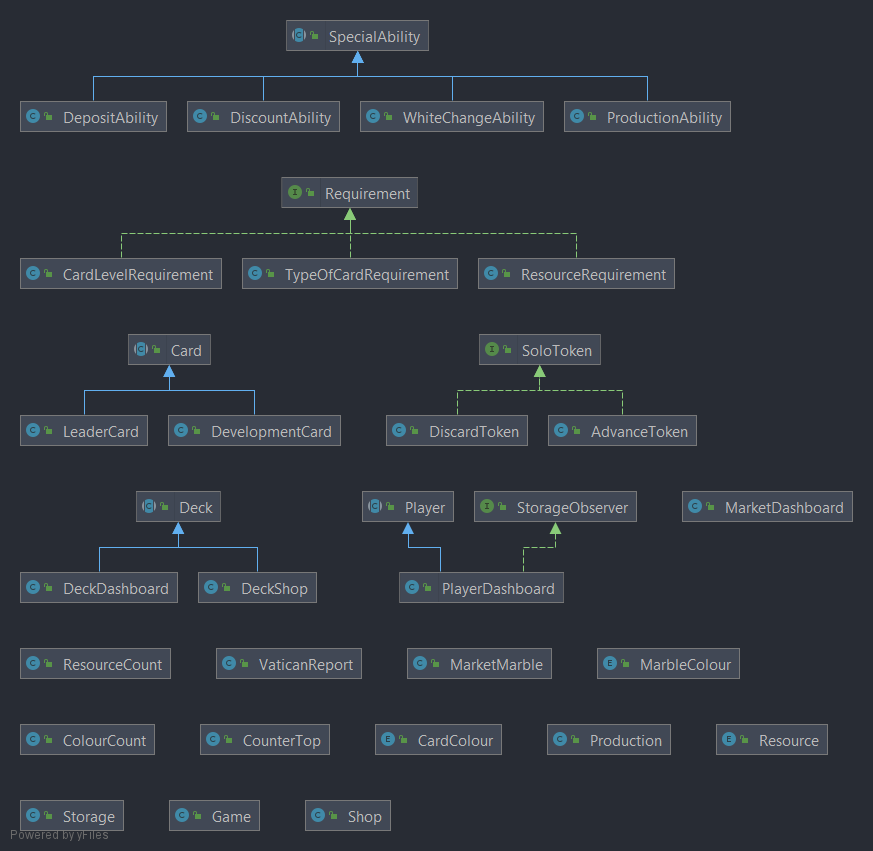 SpecialAbility
DepositAbility DiscountAbility WhiteChangeAbility ProductionAbility
Requirement
CardLevelRequirement TypeOfCardRequirement ResourceRequirement
Card SoloToken
LeaderCard DevelopmentCard DiscardToken AdvanceToken
Deck Player StorageObserver MarketDashboard
DeckDashboard DeckShop PlayerDashboard
ResourceCount VaticanReport MarketMarble MarbleColour
ColourCount CounterTop CardColour Production Resource
Storage Game Shop
Powered by yFiles